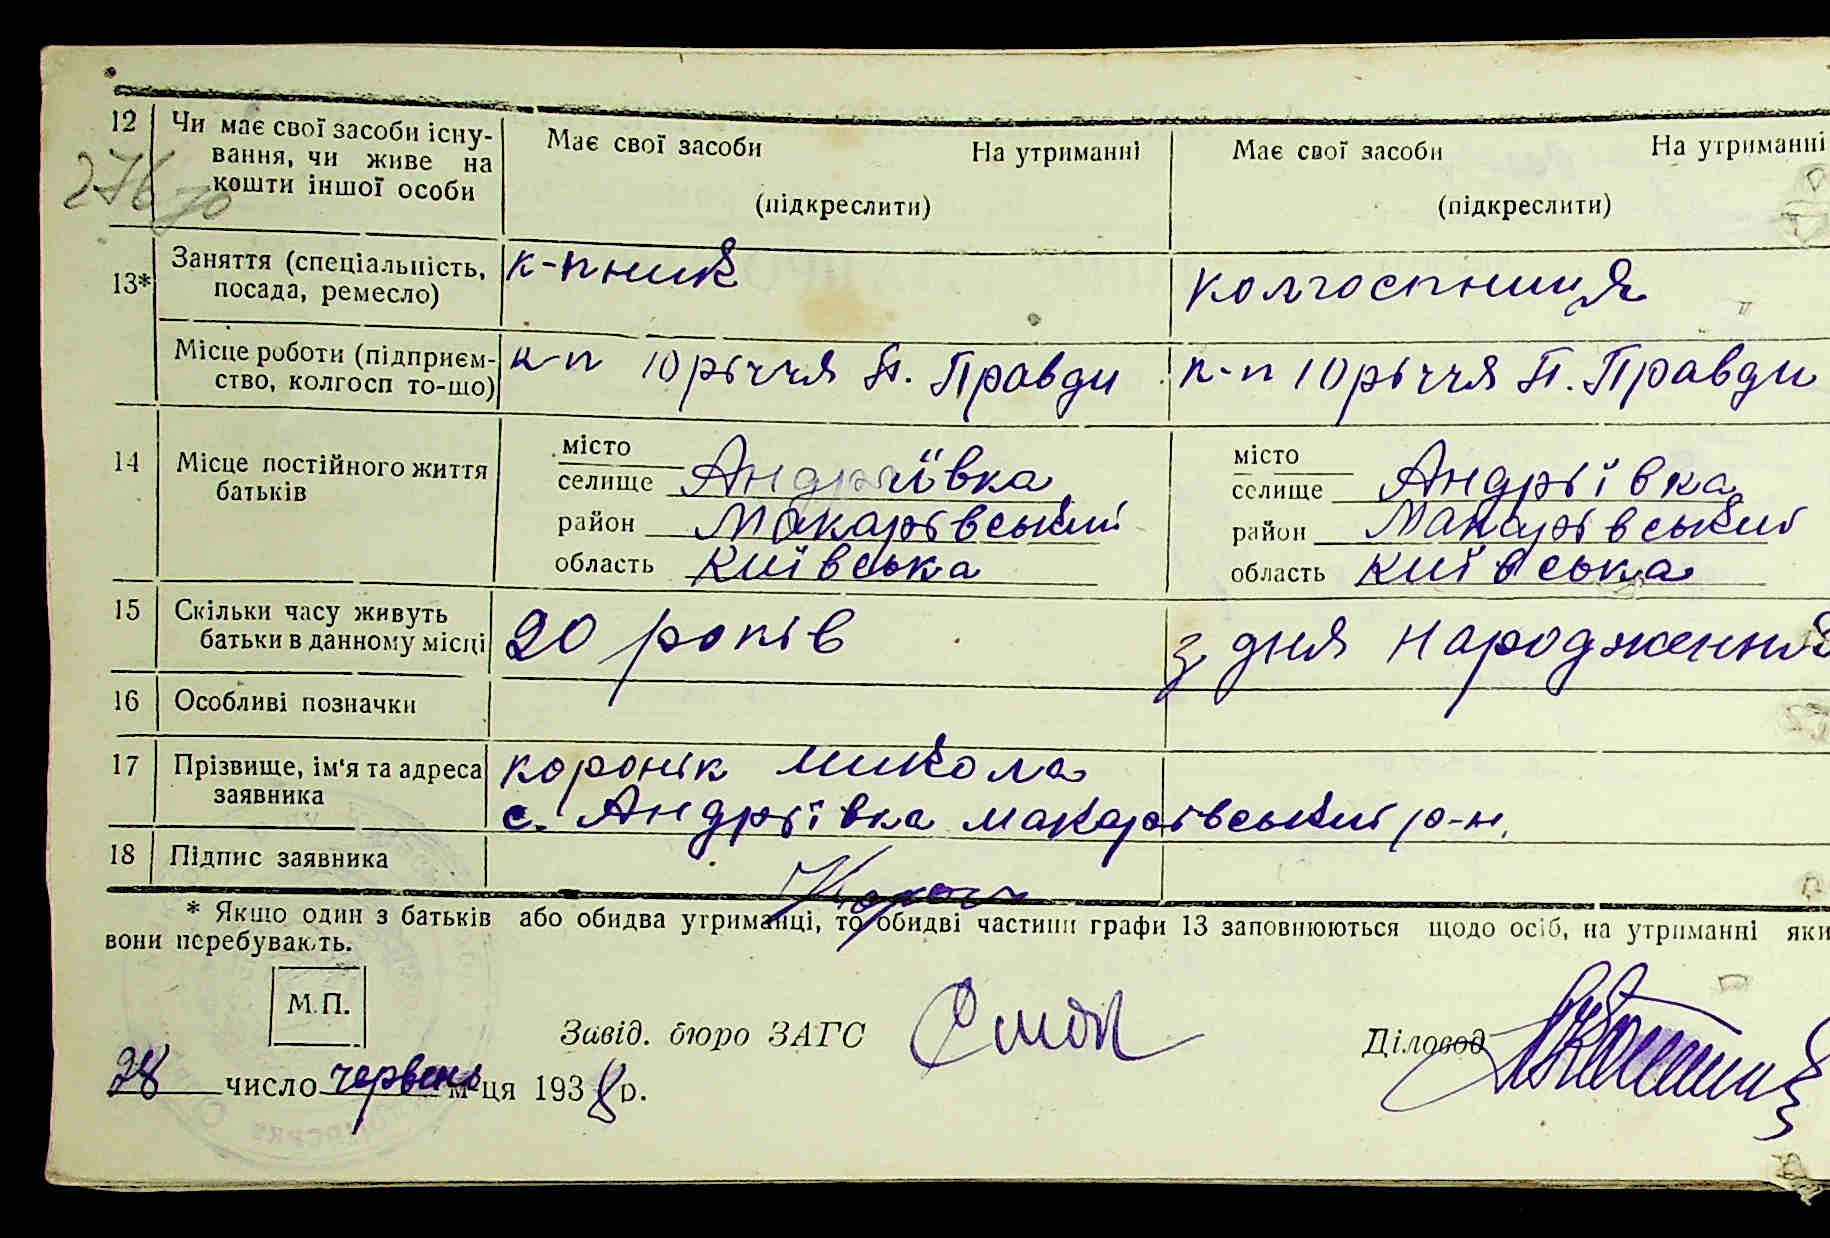 12 Чи має свої засоби існу- Має свої засоби На утриманні Має свої засоби На утриманні
вання, чи живе на
кошти іншої особи (підкреслити) (підкреслити)
276
13* Заняття (спеціальність, к-пник колгоспниця
посада, ремесло)
Місце роботи (підприєм- к-п 10 річчя П. Правди к-п 10 річчя П. Правди
ство, колгосп то-що)
14 Місце постійного життя місто місто
батьків селище Андріївка селище Андріївка
район Макарівський район Макарівський
область Київська область Київська
15 Скільки часу живуть 20 років з дня народження
батьки в данному місці
16 Особливі позначки
17 Прізвище, ім'я та адреса коронік микола
заявника с. Андріївка макарівський р-н.
18 Підпис заявника
* Якщо один з батьків або обидва утриманці, то обидві частини графи 13 заповнюються щодо осіб, на утриманні яки
вони перебувають.
М.П.
Завід. бюро ЗАГС Діловод
28 число червень м-ця 1938 р.